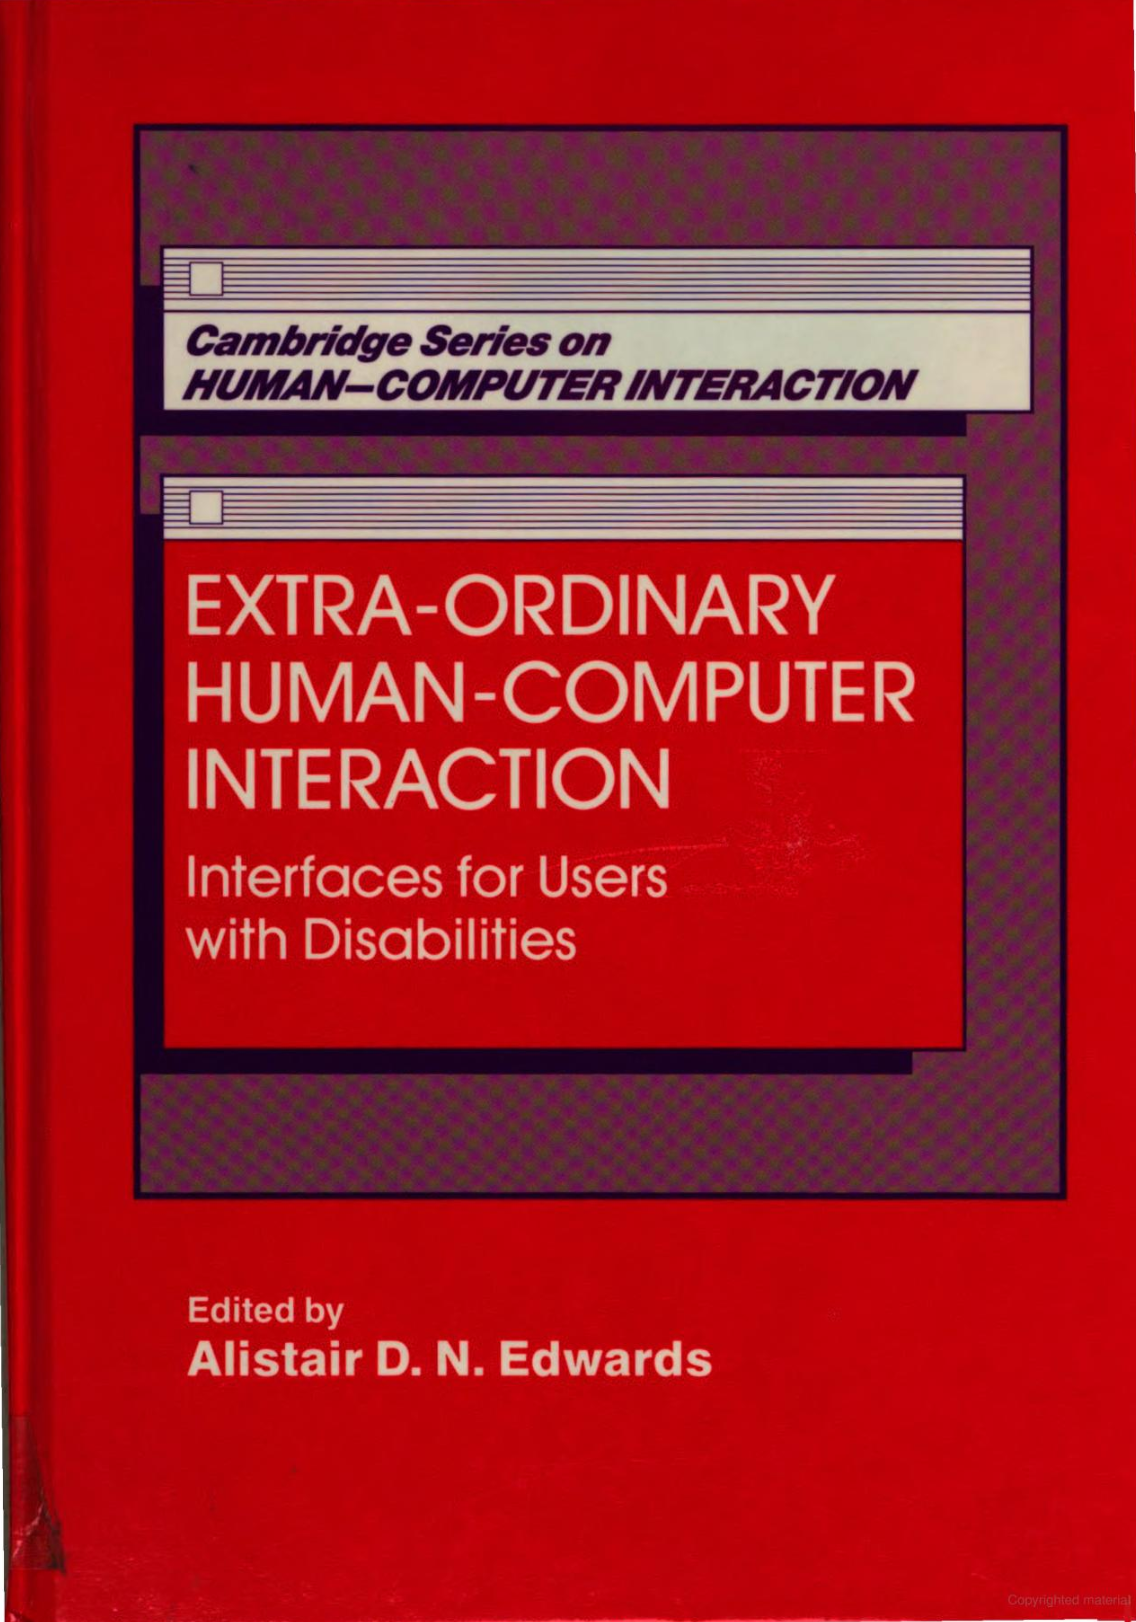 Cambridge Series on
HUMAN–COMPUTER INTERACTION
EXTRA-ORDINARY
HUMAN-COMPUTER
INTERACTION
Interfaces for Users
with Disabilities
Edited by
Alistair D. N. Edwards
Copyrighted material